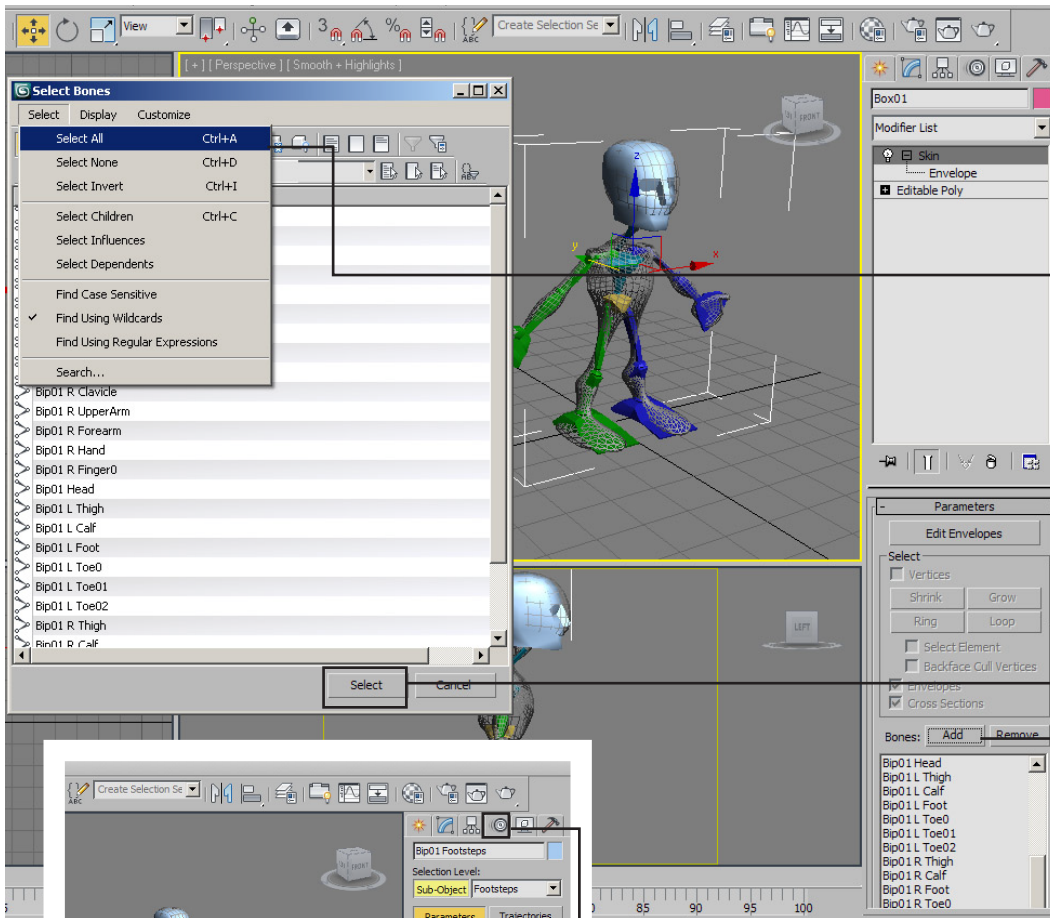 View
3
%
ABC
Create Selection Se
[ + ] [ Perspective ] [ Smooth + Highlights ]
Select Bones
Select Display Customize
Select All Ctrl+A
Select None Ctrl+D
Select Invert Ctrl+I
Select Children Ctrl+C
Select Influences
Select Dependents
Find Case Sensitive
Find Using Wildcards
Find Using Regular Expressions
Search...
Bip01 R Clavicle
Bip01 R UpperArm
Bip01 R Forearm
Bip01 R Hand
Bip01 R Finger0
Bip01 Head
Bip01 L Thigh
Bip01 L Calf
Bip01 L Foot
Bip01 L Toe0
Bip01 L Toe01
Bip01 L Toe02
Bip01 R Thigh
Bip01 R Calf
Select Cancel
FRONT
z
y
x
LEFT
Box01
Modifier List
Skin
Envelope
Editable Poly
Parameters
Edit Envelopes
Select
Vertices
Shrink Grow
Ring Loop
Select Element
Backface Cull Vertices
Envelopes
Cross Sections
Bones: Add Remove
Bip01 Head
Bip01 L Thigh
Bip01 L Calf
Bip01 L Foot
Bip01 L Toe0
Bip01 L Toe01
Bip01 L Toe02
Bip01 R Thigh
Bip01 R Calf
Bip01 R Foot
Bip01 R Toe0
ABC
Create Selection Se
FRONT
Bip01 Footsteps
Selection Level:
Sub-Object Footsteps
Parameters Trajectories
85 90 95 100